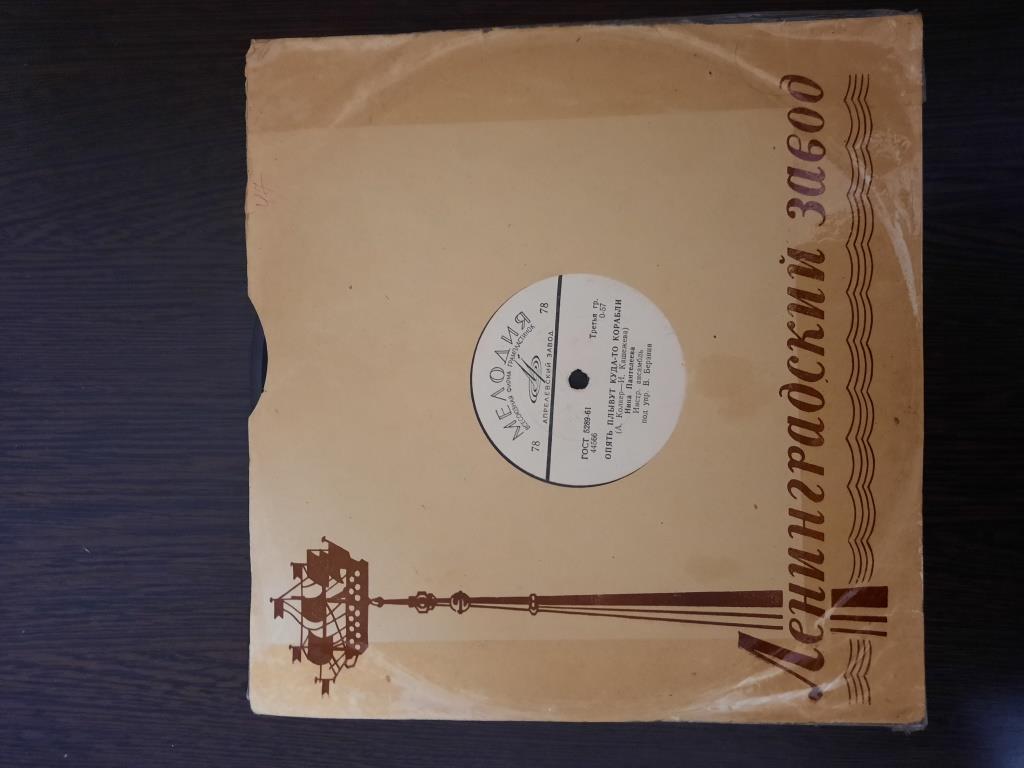 МЕЛОДИЯ
ВСЕСОЮЗНАЯ ФИРМА ГРАМПЛАСТИНОК
78 78
АПРЕЛЕВСКИЙ ЗАВОД
ГОСТ 5289-61 Третья гр.
44566 0-57
ОПЯТЬ ПЛЫВУТ КУДА-ТО КОРАБЛИ
(А. Колкер—И. Кашежева)
Нина Пантелеева
Инстр. ансамбль
под упр. В. Берзина
Ленинградский завод